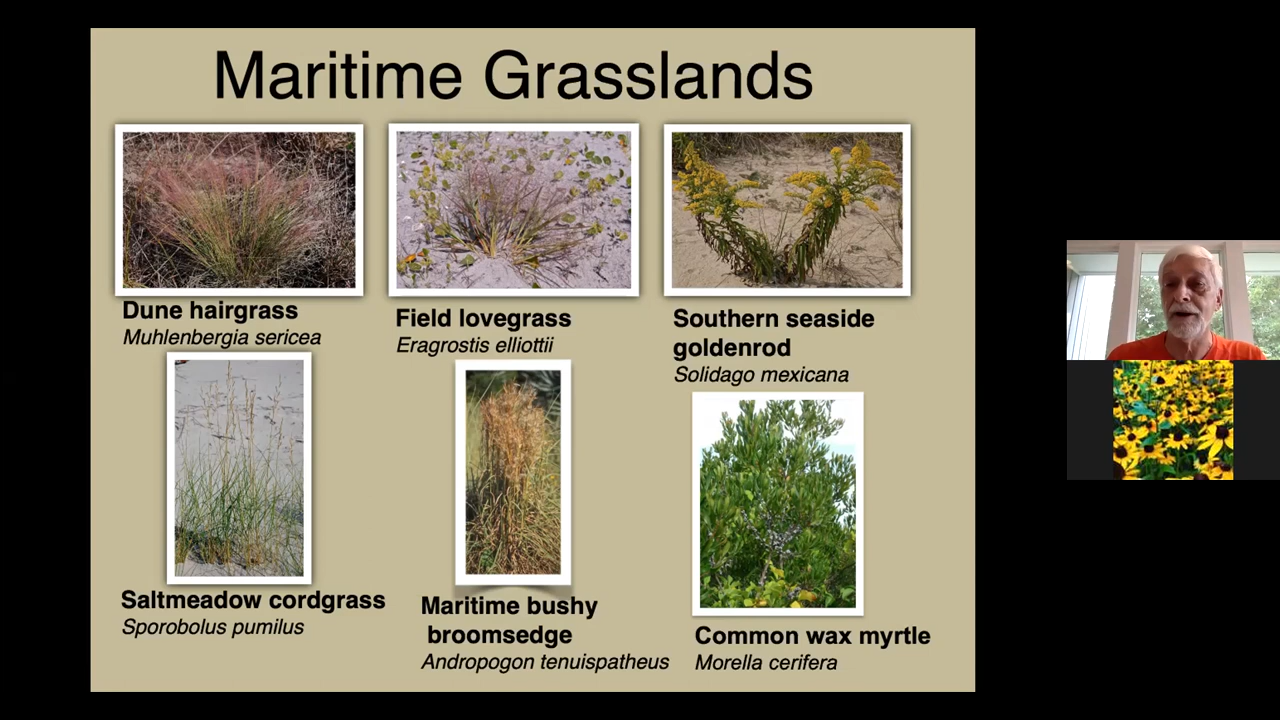 Maritime Grasslands
Dune hairgrass
Muhlenbergia sericea
Field lovegrass
Eragrostis elliottii
Southern seaside
goldenrod
Solidago mexicana
Saltmeadow cordgrass
Sporobolus pumilus
Maritime bushy
broomsedge
Andropogon tenuispatheus
Common wax myrtle
Morella cerifera